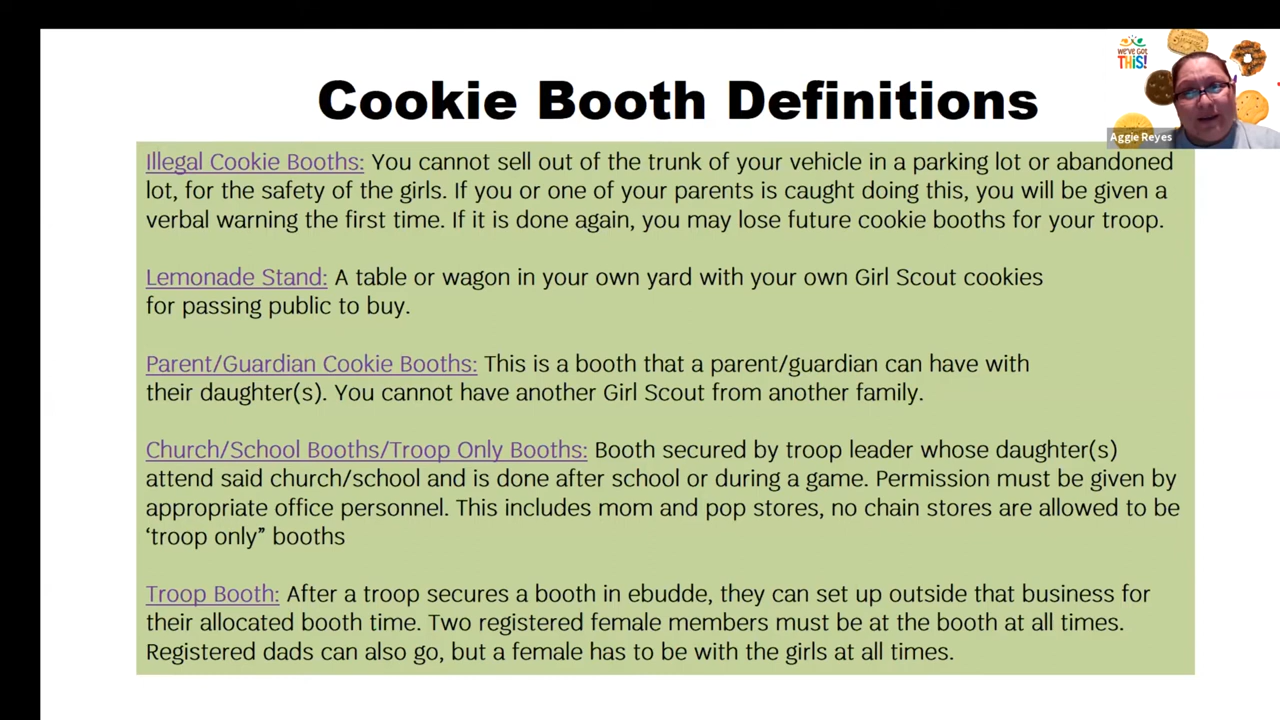 WE'VE GOT
THIS!
Cookie Booth Definitions
Aggie Reyes
Illegal Cookie Booths: You cannot sell out of the trunk of your vehicle in a parking lot or abandoned
lot, for the safety of the girls. If you or one of your parents is caught doing this, you will be given a
verbal warning the first time. If it is done again, you may lose future cookie booths for your troop.
Lemonade Stand: A table or wagon in your own yard with your own Girl Scout cookies
for passing public to buy.
Parent/Guardian Cookie Booths: This is a booth that a parent/guardian can have with
their daughter(s). You cannot have another Girl Scout from another family.
Church/School Booths/Troop Only Booths: Booth secured by troop leader whose daughter(s)
attend said church/school and is done after school or during a game. Permission must be given by
appropriate office personnel. This includes mom and pop stores, no chain stores are allowed to be
‘troop only” booths
Troop Booth: After a troop secures a booth in ebudde, they can set up outside that business for
their allocated booth time. Two registered female members must be at the booth at all times.
Registered dads can also go, but a female has to be with the girls at all times.